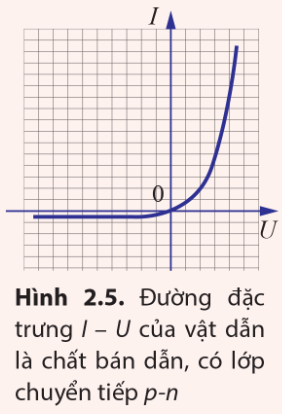 I
0
U
Hình 2.5. Đường đặc
trưng I – U của vật dẫn
là chất bán dẫn, có lớp
chuyển tiếp p-n